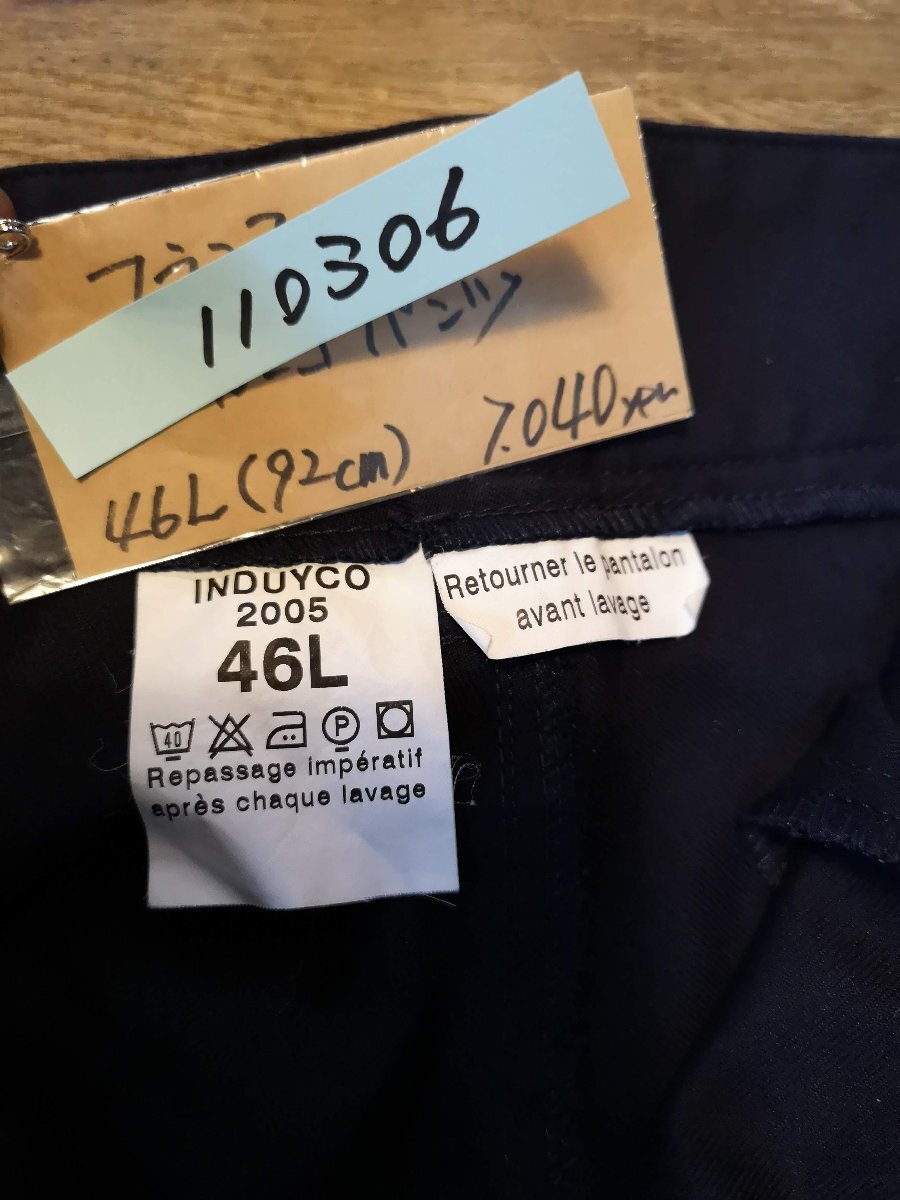 110306
パンツ
46L(92cm) 7.040yen
INDUYCO
2005
46L
40
P
Repassage impératif
après chaque lavage
Retourner le pantalon
avant lavage